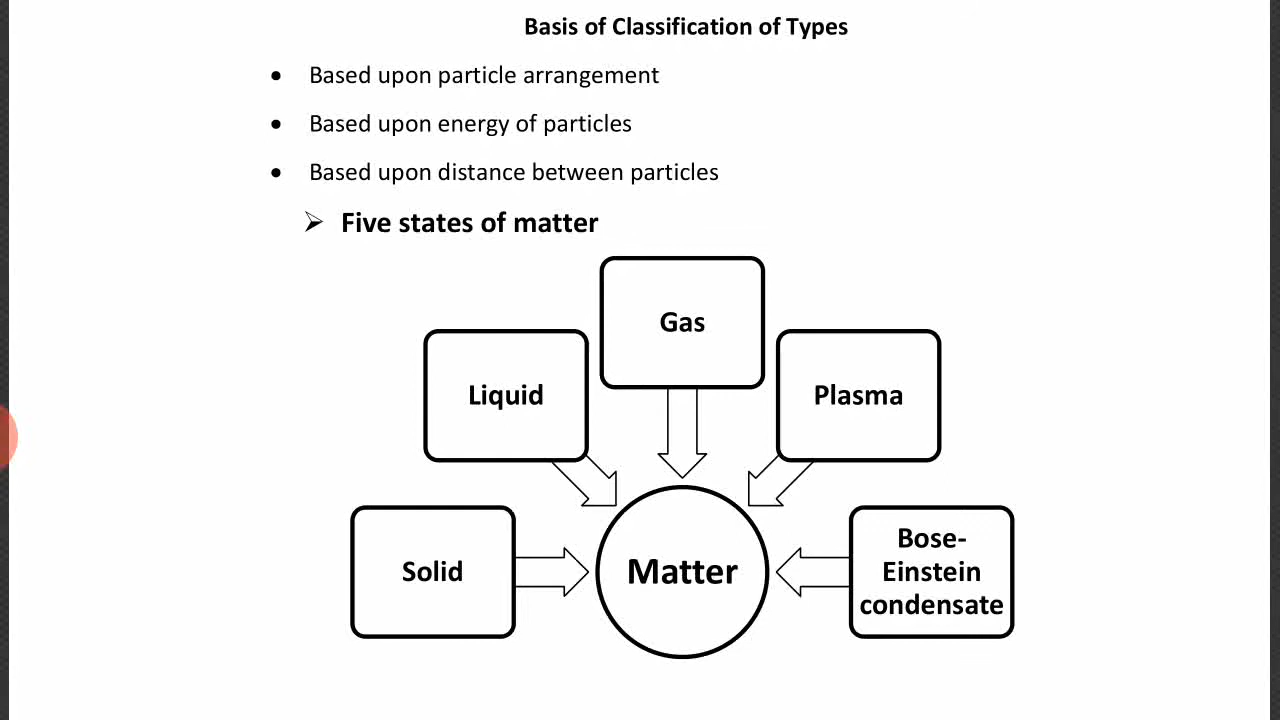 Basis of Classification of Types
• Based upon particle arrangement
• Based upon energy of particles
• Based upon distance between particles
➢ Five states of matter
Gas
Liquid
Plasma
Solid
Matter
Bose-
Einstein
condensate